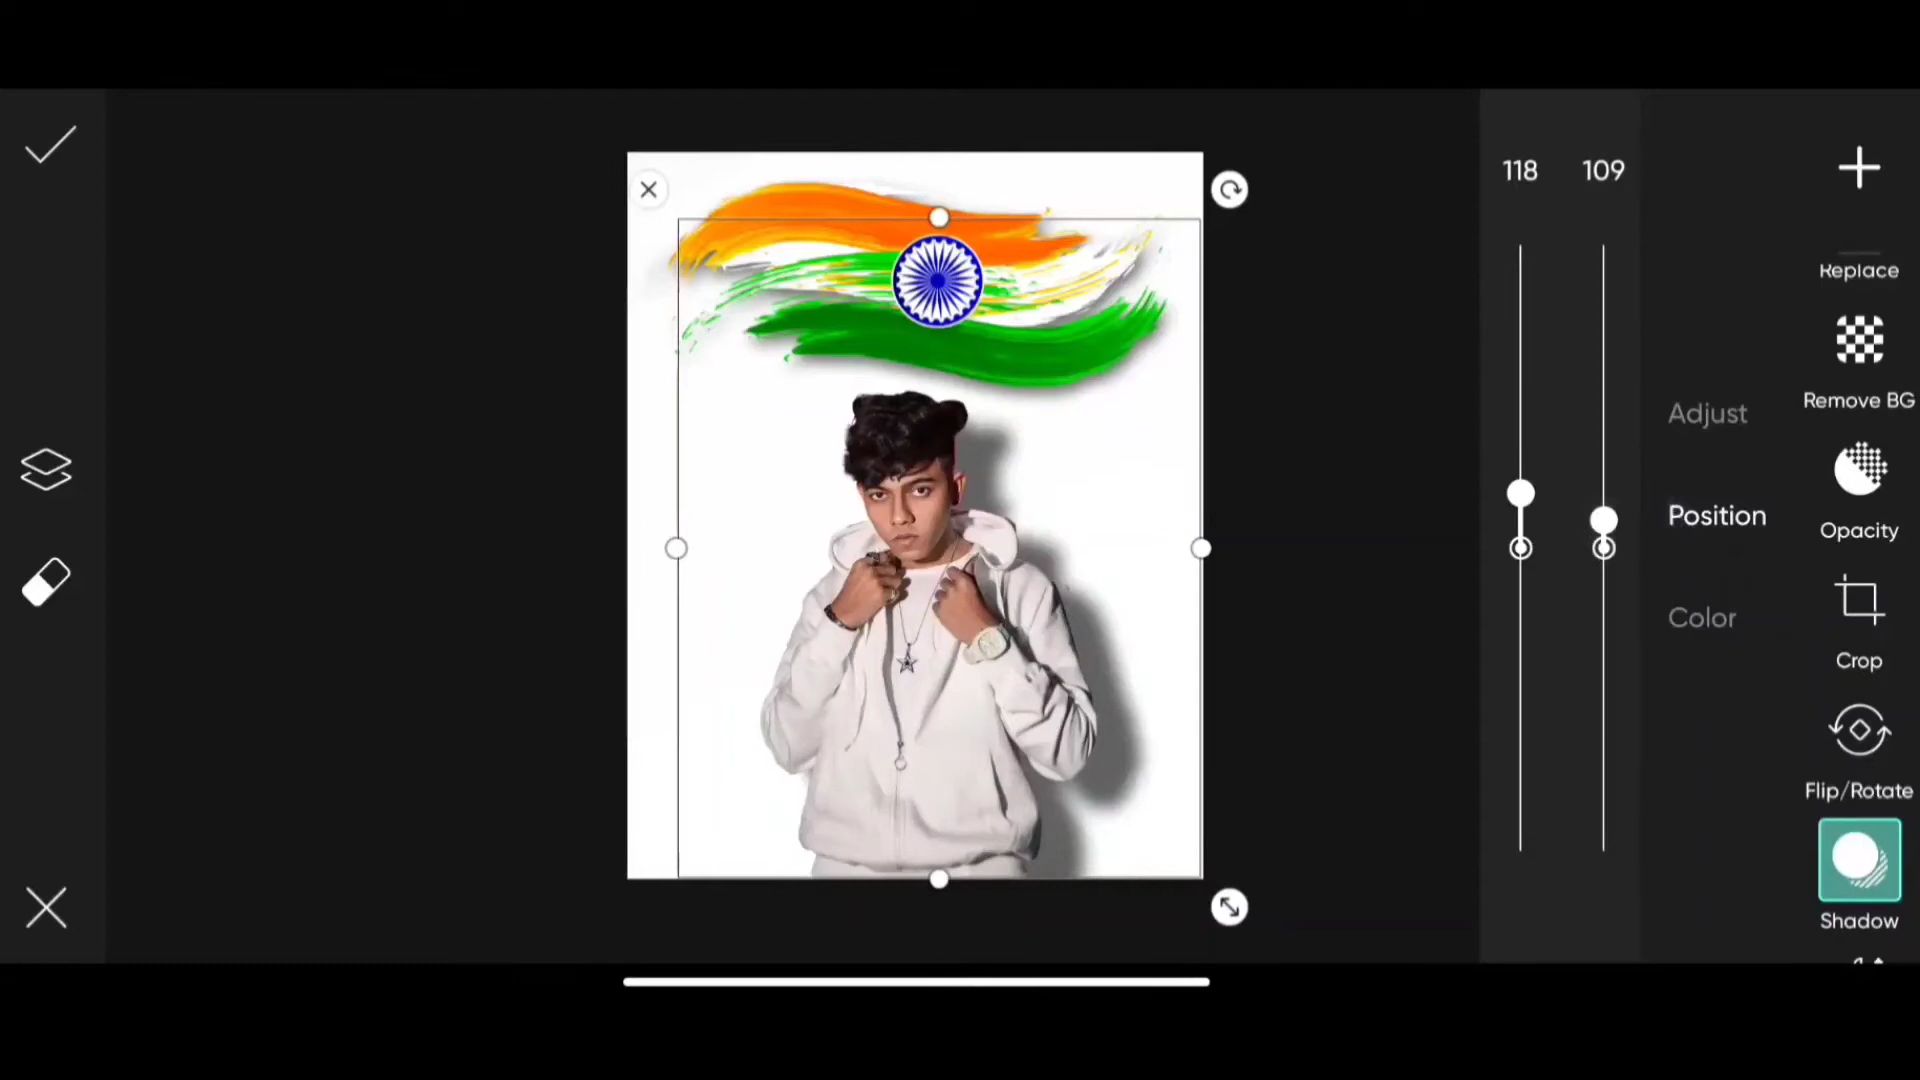 118 109
Replace
Remove BG
Adjust
Position
Opacity
Color
Crop
Flip/Rotate
Shadow